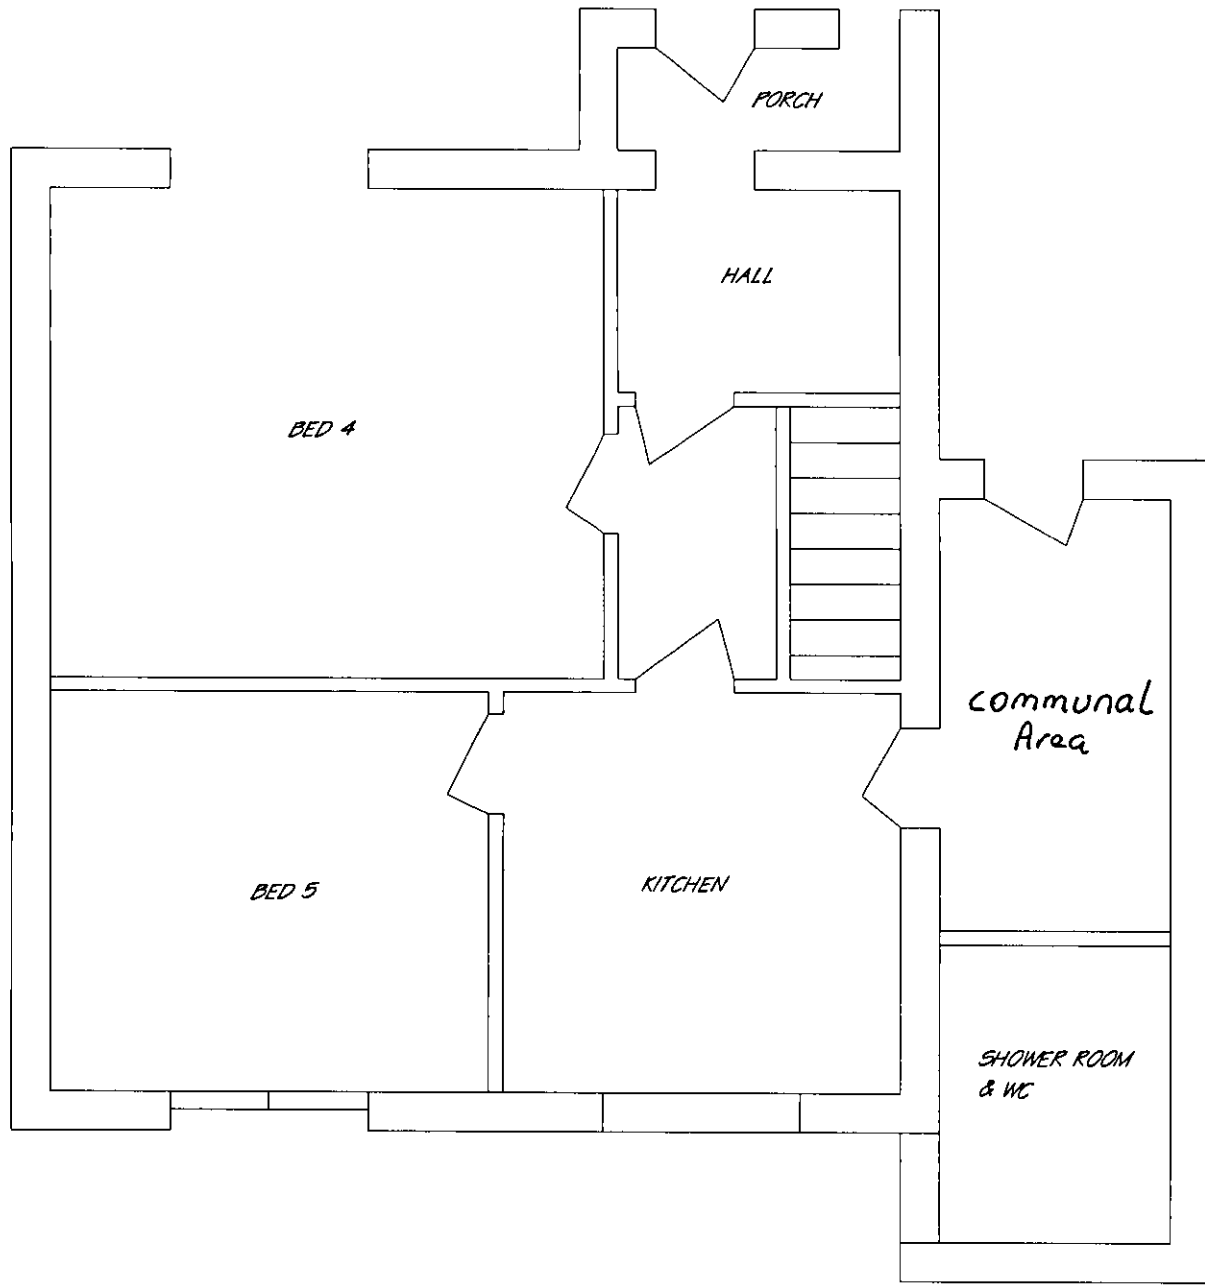 PORCH
HALL
BED 4
communal
Area
BED 5
KITCHEN
SHOWER ROOM
& WC